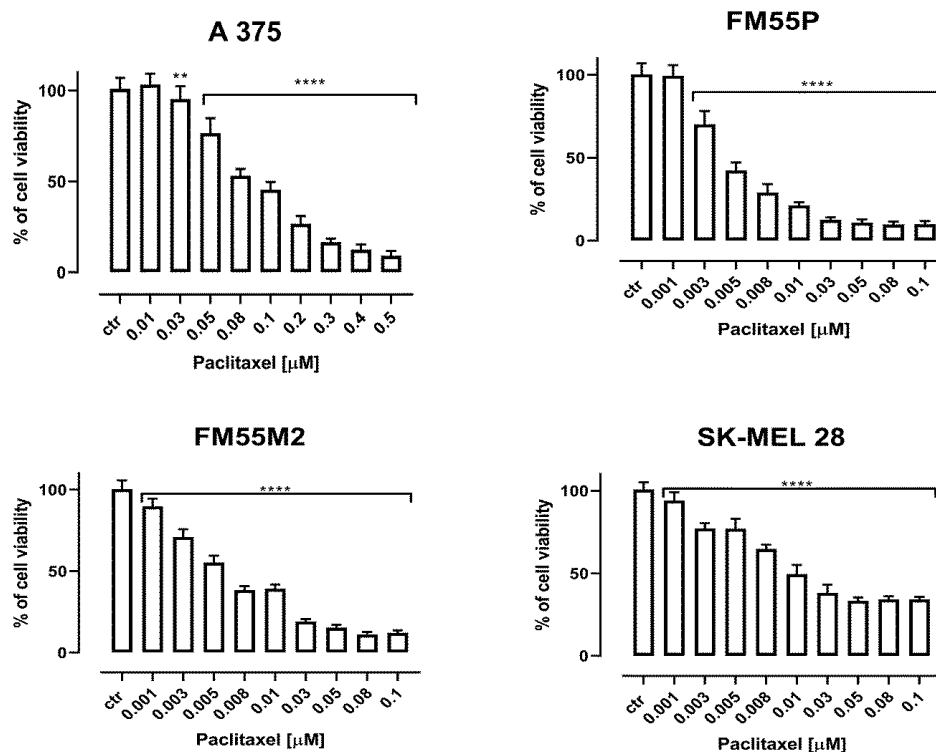 A 375
% of cell viability
100
50
0
**
****
ctr 0.01 0.03 0.05 0.08 0.1 0.2 0.3 0.4 0.5
Paclitaxel [μM]
FM55P
% of cell viability
100
50
0
****
ctr 0.001 0.003 0.005 0.008 0.01 0.03 0.05 0.08 0.1
Paclitaxel [μM]
FM55M2
% of cell viability
100
50
0
****
ctr 0.001 0.003 0.005 0.008 0.01 0.03 0.05 0.08 0.1
Paclitaxel [μM]
SK-MEL 28
% of cell viability
100
50
0
****
ctr 0.001 0.003 0.005 0.008 0.01 0.03 0.05 0.08 0.1
Paclitaxel [μM]